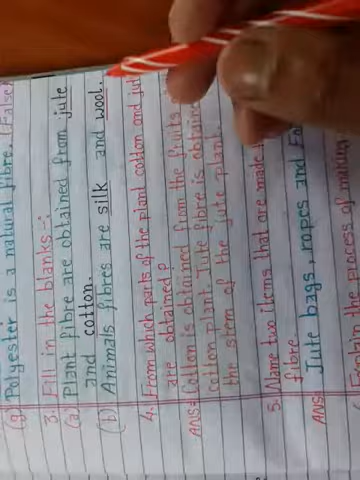 (g) Polyester is a natural fibre. (False
3. Fill in the blanks -:
(a) Plant fibre are obtained from jute
and cotton.
(b) Animals fibres are silk and wool.
4. From which parts of the plant cotton and jut
are obtained?
Ans= Cotton is obtained from the fruits
cotton plant. Jute fibre is obtain
the stem of the jute plant.
5. Name two items that are made
fibre.
Ans Jute bags, ropes and
the process of making